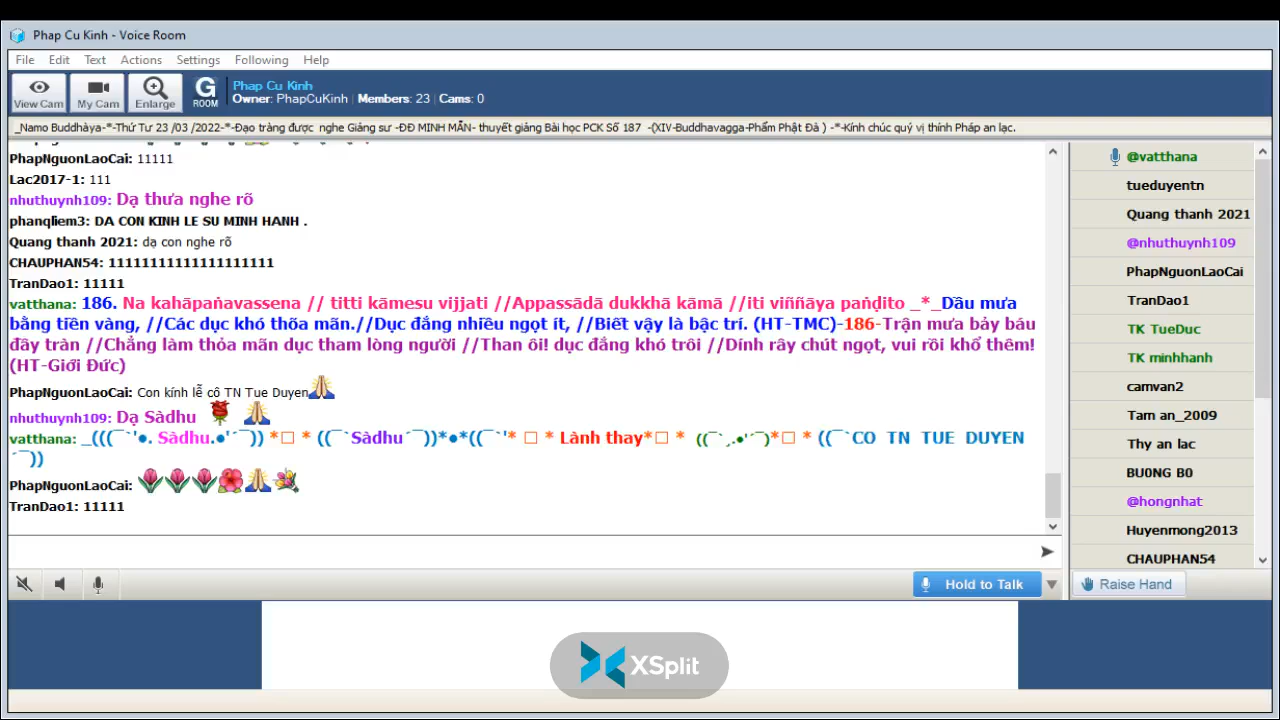 Phap Cu Kinh - Voice Room
File Edit Text Actions Settings Following Help
View Cam My Cam Enlarge G ROOM
Phap Cu Kinh
Owner: PhapCuKinh | Members: 23 | Cams: 0
_Namo Buddhàya-*-Thứ Tư 23 /03 /2022-*-Đạo tràng được nghe Giảng sư -ĐĐ MINH MẪN- thuyết giảng Bài học PCK Số 187 -(XIV-Buddhavagga-Phẩm Phật Đà ) -*-Kính chúc quý vị thính Pháp an lạc.
PhapNguonLaoCai: 11111
Lac2017-1: 111
nhuthuynh109: Dạ thưa nghe rõ
phanqliem3: DA CON KINH LE SU MINH HANH .
Quang thanh 2021: dạ con nghe rõ
CHAUPHAN54: 11111111111111111111
TranDao1: 11111
vatthana: 186. Na kahāpaṅavassena // titti kāmesu vijjati //Appassādā dukkhā kāmā //iti viññāya paṇḍito _*_Dầu mưa
bằng tiền vàng, //Các dục khó thõa mãn.//Dục đắng nhiều ngọt ít, //Biết vậy là bậc trí. (HT-TMC)-186-Trận mưa bảy báu
đầy tràn //Chẳng làm thỏa mãn dục tham lòng người //Than ôi! dục đắng khó trôi //Dính rây chút ngọt, vui rồi khổ thêm!
(HT-Giới Đức)
PhapNguonLaoCai: Con kính lễ cô TN Tue Duyen
nhuthuynh109: Dạ Sàdhu
vatthana: _(((¯`'●. Sàdhu.●'´¯)) *□ * ((¯`Sàdhu´¯))*●*((¯`'* □ * Lành thay*□ * ((¯`,.●'´¯)*□ * ((¯`CO TN TUE DUYEN
´¯))
PhapNguonLaoCai:
TranDao1: 11111
Hold to Talk
@vatthana
tueduyentn
Quang thanh 2021
@nhuthuynh109
PhapNguonLaoCai
TranDao1
TK TueDuc
TK minhhanh
camvan2
Tam an_2009
Thy an lac
BU0NG B0
@hongnhat
Huyenmong2013
CHAUPHAN54
Raise Hand
XSplit